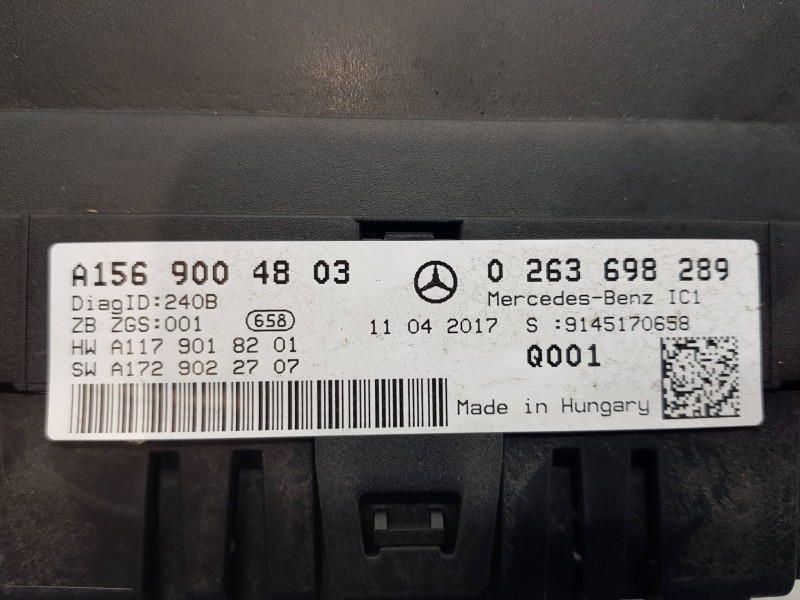 A156 900 48 03
0 263 698 289
DiagID:240B
Mercedes-Benz IC1
ZB ZGS:001 658
11 04 2017 S :9145170658
HW A117 901 82 01
Q001
SW A172 902 27 07
Made in Hungary